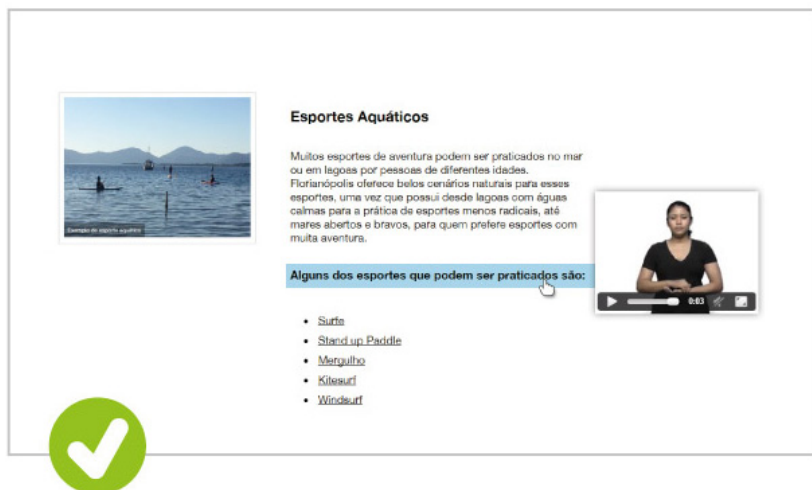 Esportes Aquáticos
Muitos esportes de aventura podem ser praticados no mar
ou em lagoas por pessoas de diferentes idades.
Florianópolis oferece belos cenários naturais para esses
esportes, uma vez que possui desde lagoas com águas
calmas para a prática de esportes menos radicais, até
mares abertos e bravos, para quem prefere esportes com
muita aventura.
Exemplo de esporte aquático
Alguns dos esportes que podem ser praticados são:
0:03
Surfe
Stand up Paddle
Mergulho
Kitesurf
Windsurf